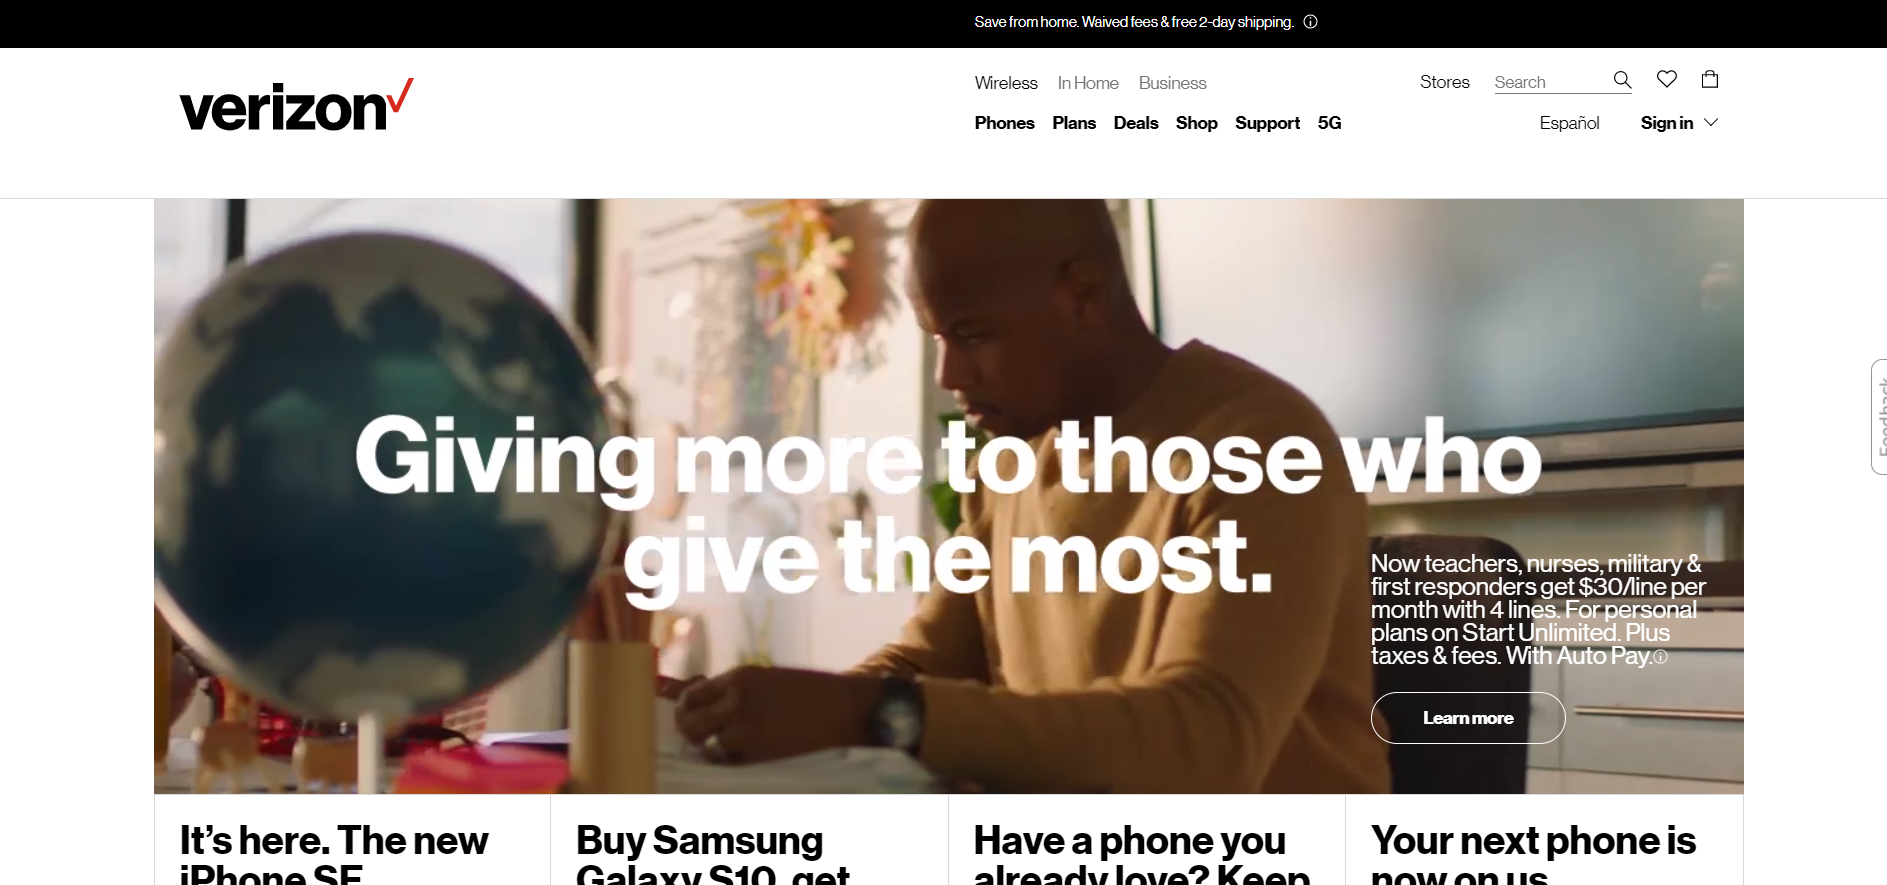 Save from home. Waived fees & free 2-day shipping.
verizon
Wireless In Home Business
Stores Search
Phones Plans Deals Shop Support 5G
Español Sign in
Giving more to those who
give the most.
Now teachers, nurses, military &
first responders get $30/line per
month with 4 lines. For personal
plans on Start Unlimited. Plus
taxes & fees. With Auto Pay.
Learn more
Feedback
It's here. The new
iPhone SE
Buy Samsung
Galaxy S10, get
Have a phone you
already love? Keep
Your next phone is
now on us